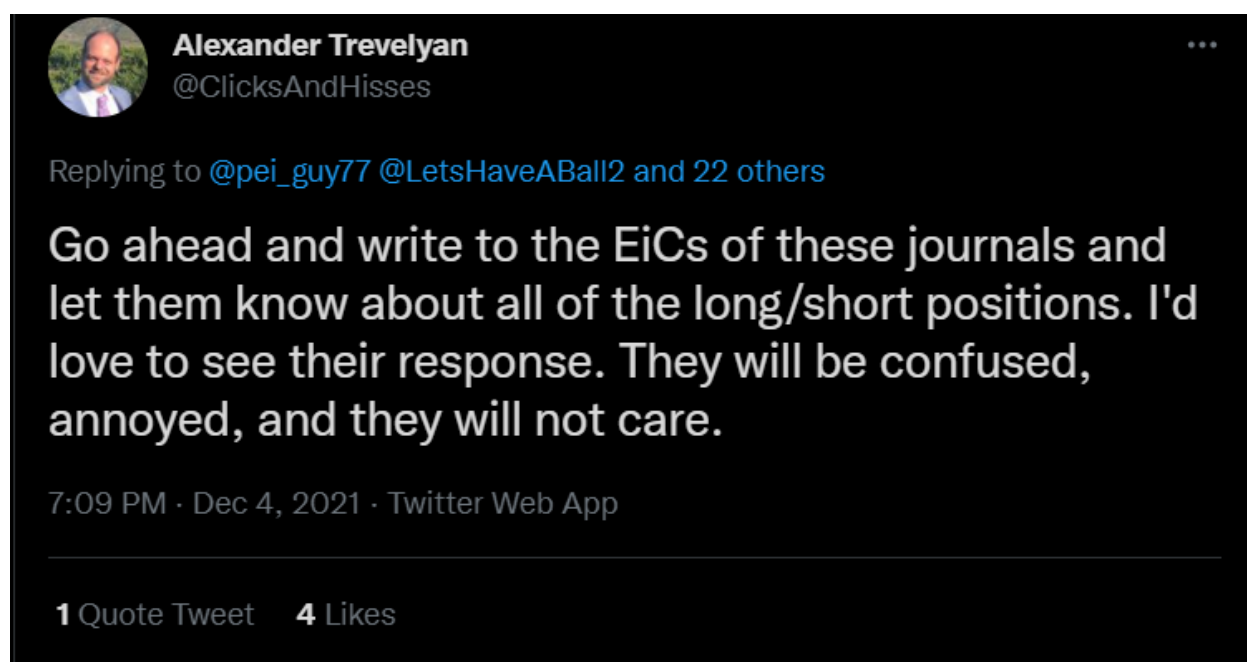 Alexander Trevelyan
@ClicksAndHisses
Replying to @pei_guy77 @LetsHaveABall2 and 22 others
Go ahead and write to the EiCs of these journals and
let them know about all of the long/short positions. I'd
love to see their response. They will be confused,
annoyed, and they will not care.
7:09 PM · Dec 4, 2021 · Twitter Web App
1 Quote Tweet 4 Likes